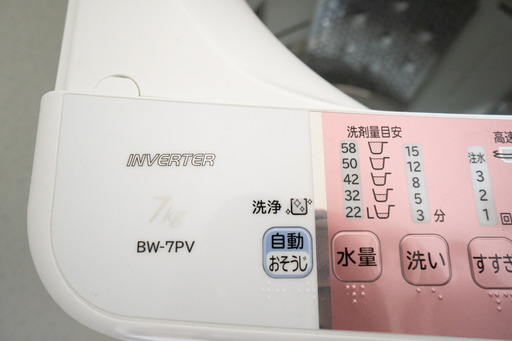 INVERTER
7kg
BW-7PV
洗浄
自動
おそうじ
洗剤量目安
58
50
42
32
22 L
15
12
8
5
3 分
高速
注水
3
2
1 回
水量
洗い
すすぎ